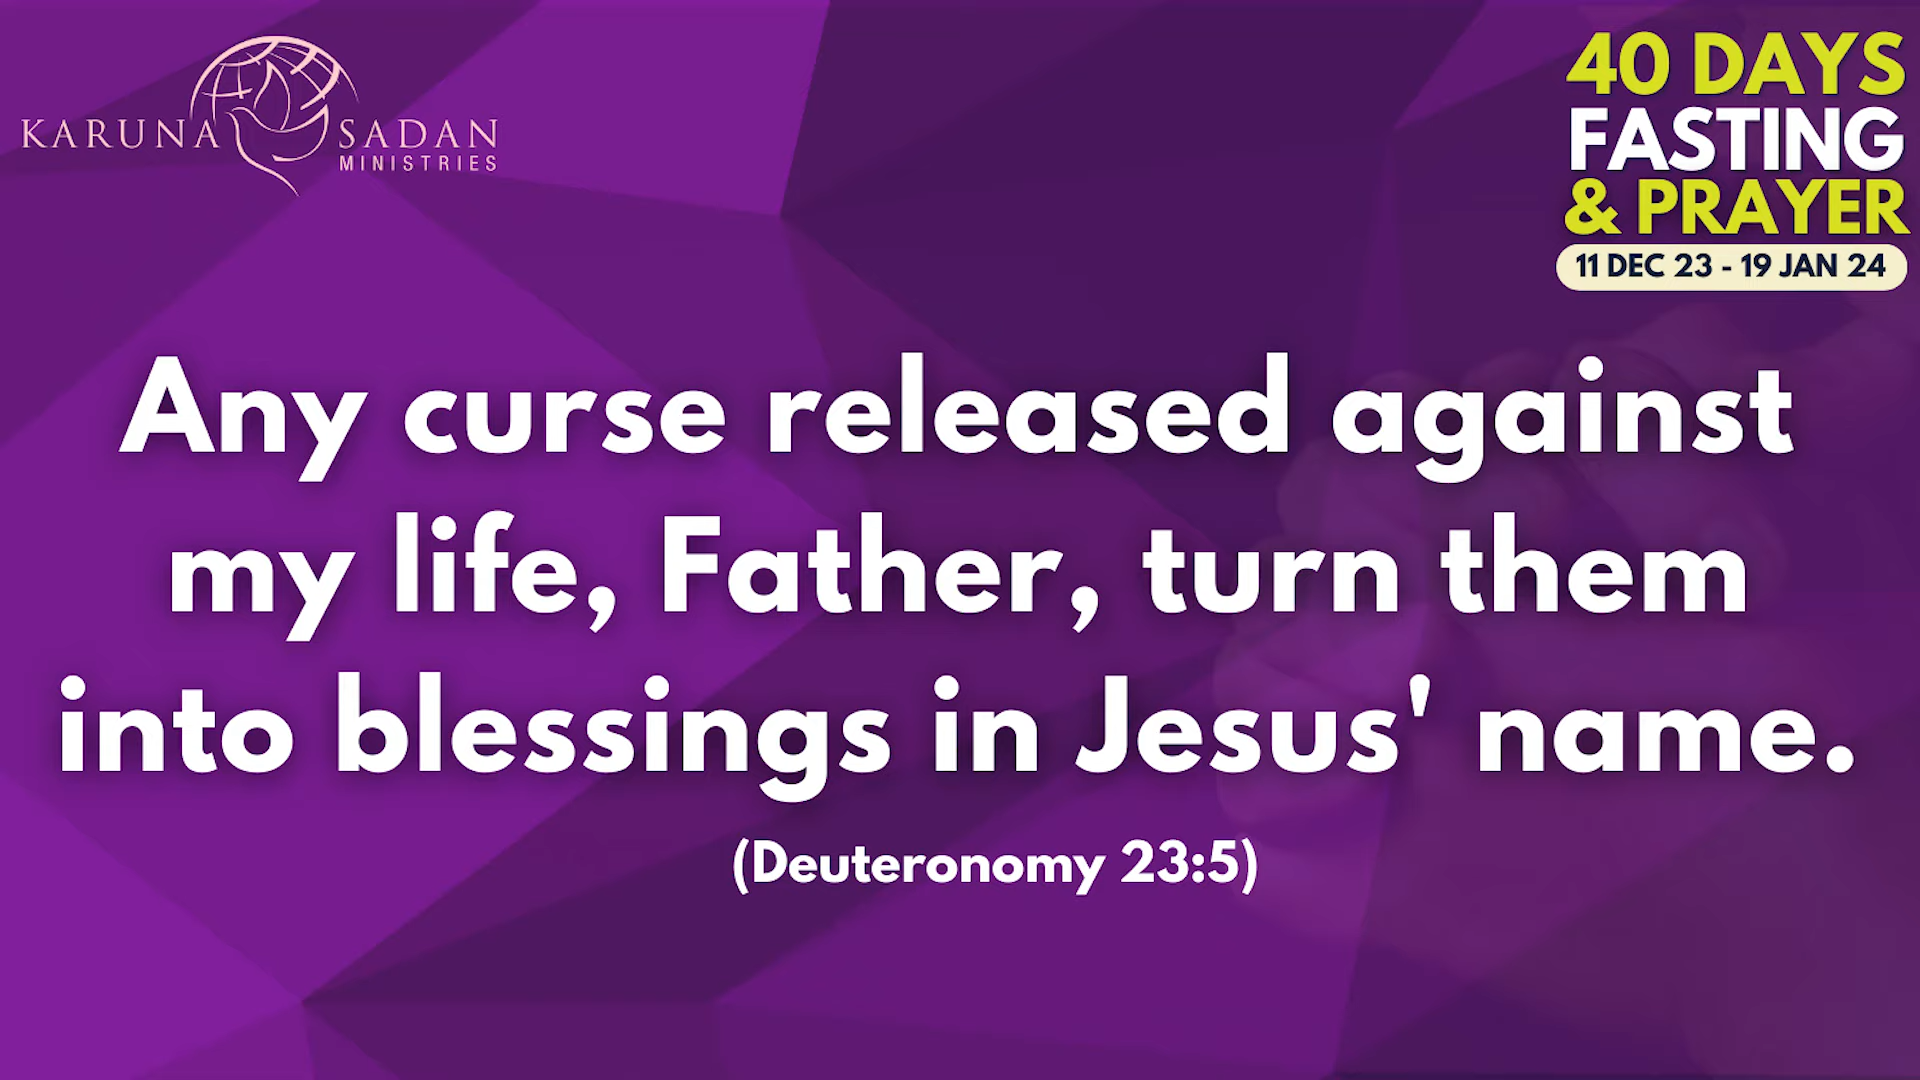 KARUNA SADAN
MINISTRIES
40 DAYS
FASTING
& PRAYER
11 DEC 23 - 19 JAN 24
Any curse released against
my life, Father, turn them
into blessings in Jesus' name.
(Deuteronomy 23:5)